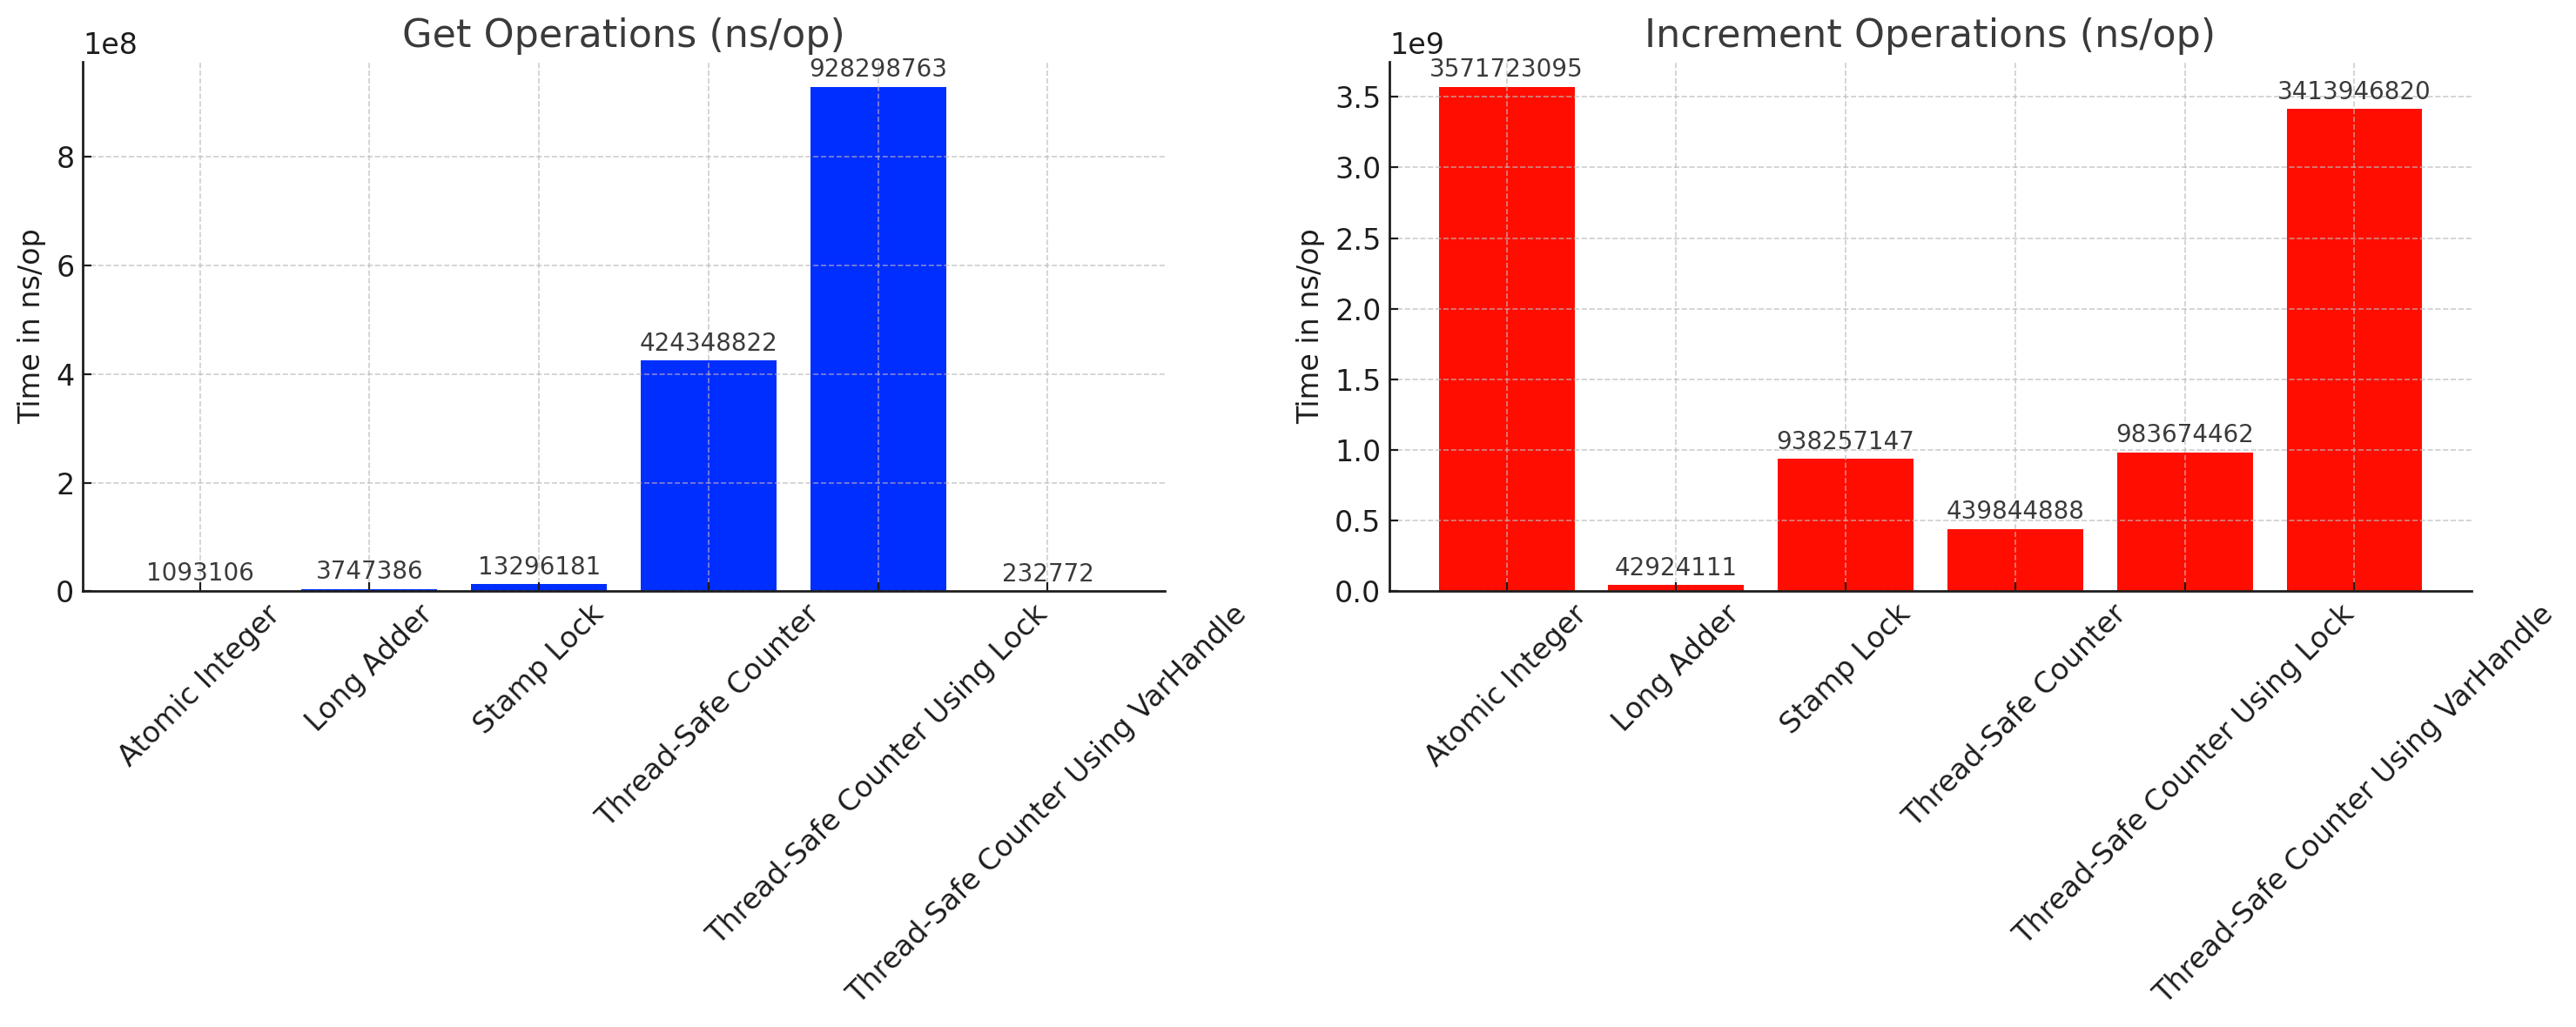 Get Operations (ns/op)
1e8
Time in ns/op
8
6
4
2
0
1093106
3747386
13296181
424348822
928298763
232772
Atomic Integer
Long Adder
Stamp Lock
Thread-Safe Counter
Thread-Safe Counter Using Lock
Thread-Safe Counter Using VarHandle
Increment Operations (ns/op)
1e9
Time in ns/op
3.5
3.0
2.5
2.0
1.5
1.0
0.5
0.0
3571723095
42924111
938257147
439844888
983674462
3413946820
Atomic Integer
Long Adder
Stamp Lock
Thread-Safe Counter
Thread-Safe Counter Using Lock
Thread-Safe Counter Using VarHandle